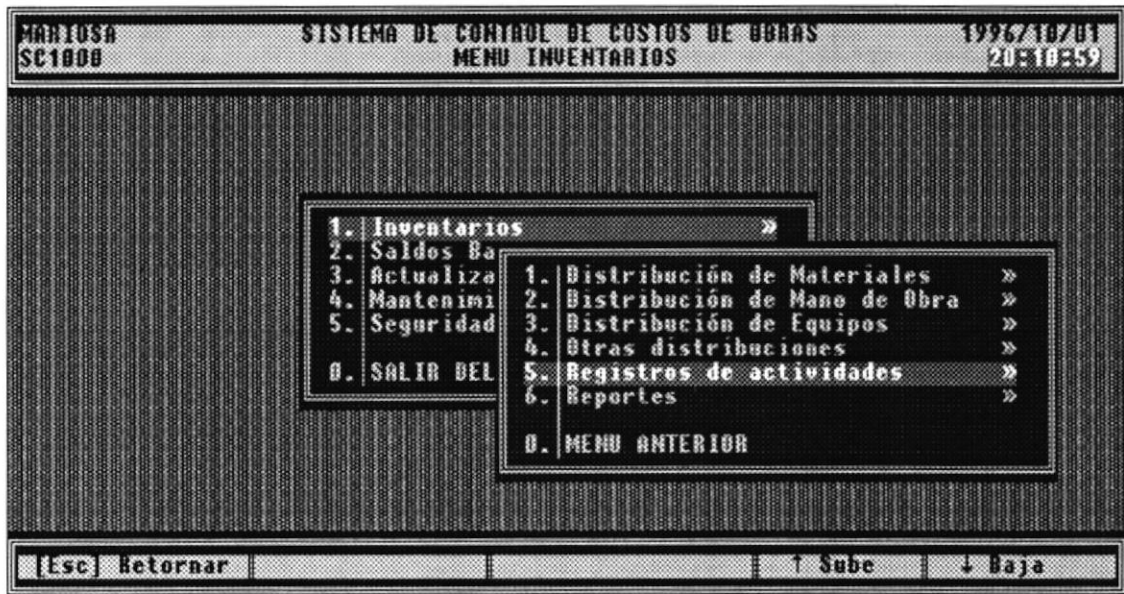 MARIOSA SISTEMA DE CONTROL DE COSTOS DE OBRAS 1996/10/01
SC1000 MENU INVENTARIOS 20:10:59
1. Inventarios »
2. Saldos Ba
3. Actualiza
4. Mantenimi
5. Seguridad
0. SALIR DEL
1. Distribución de Materiales »
2. Distribución de Mano de Obra »
3. Distribución de Equipos »
4. Otras distribuciones »
5. Registros de actividades »
6. Reportes »
0. MENU ANTERIOR
[Esc] Retornar ↑ Sube ↓ Baja